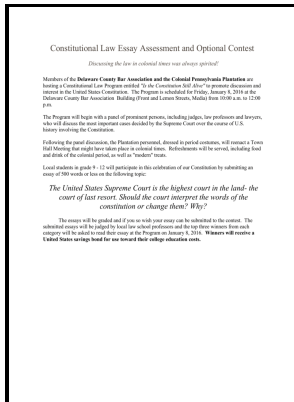 Constitutional Law Essay Assessment and Optional Contest
Discussing the law in colonial times was always spirited!
Members of the Delaware County Bar Association and the Colonial Pennsylvania Plantation are
hosting a Constitutional Law Program entitled "Is the Constitution Still Alive" to promote discussion and
interest in the United States Constitution. The Program is scheduled for Friday, January 8, 2016 at the
Delaware County Bar Association Building (Front and Lemon Streets, Media) from 10:00 a.m. to 12:00
p.m.
The Program will begin with a panel of prominent persons, including judges, law professors and lawyers,
who will discuss the most important cases decided by the Supreme Court over the course of U.S.
history involving the Constitution.
Following the panel discussion, the Plantation personnel, dressed in period costumes, will reenact a Town
Hall Meeting that might have taken place in colonial times. Refreshments will be served, including food
and drink of the colonial period, as well as "modern" treats.
Local students in grade 9 - 12 will participate in this celebration of our Constitution by submitting an
essay of 500 words or less on the following topic:
The United States Supreme Court is the highest court in the land- the
court of last resort. Should the court interpret the words of the
constitution or change them? Why?
The essays will be graded and if you so wish your essay can be submitted to the contest. The
submitted essays will be judged by local law school professors and the top three winners from each
category will be asked to read their essay at the Program on January 8, 2016. Winners will receive a
United States savings bond for use toward their college education costs.